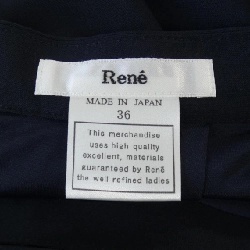 René
MADE IN JAPAN
36
This merchandise
uses high quality
excellent, materials
guaranteed by René
the well refined ladies